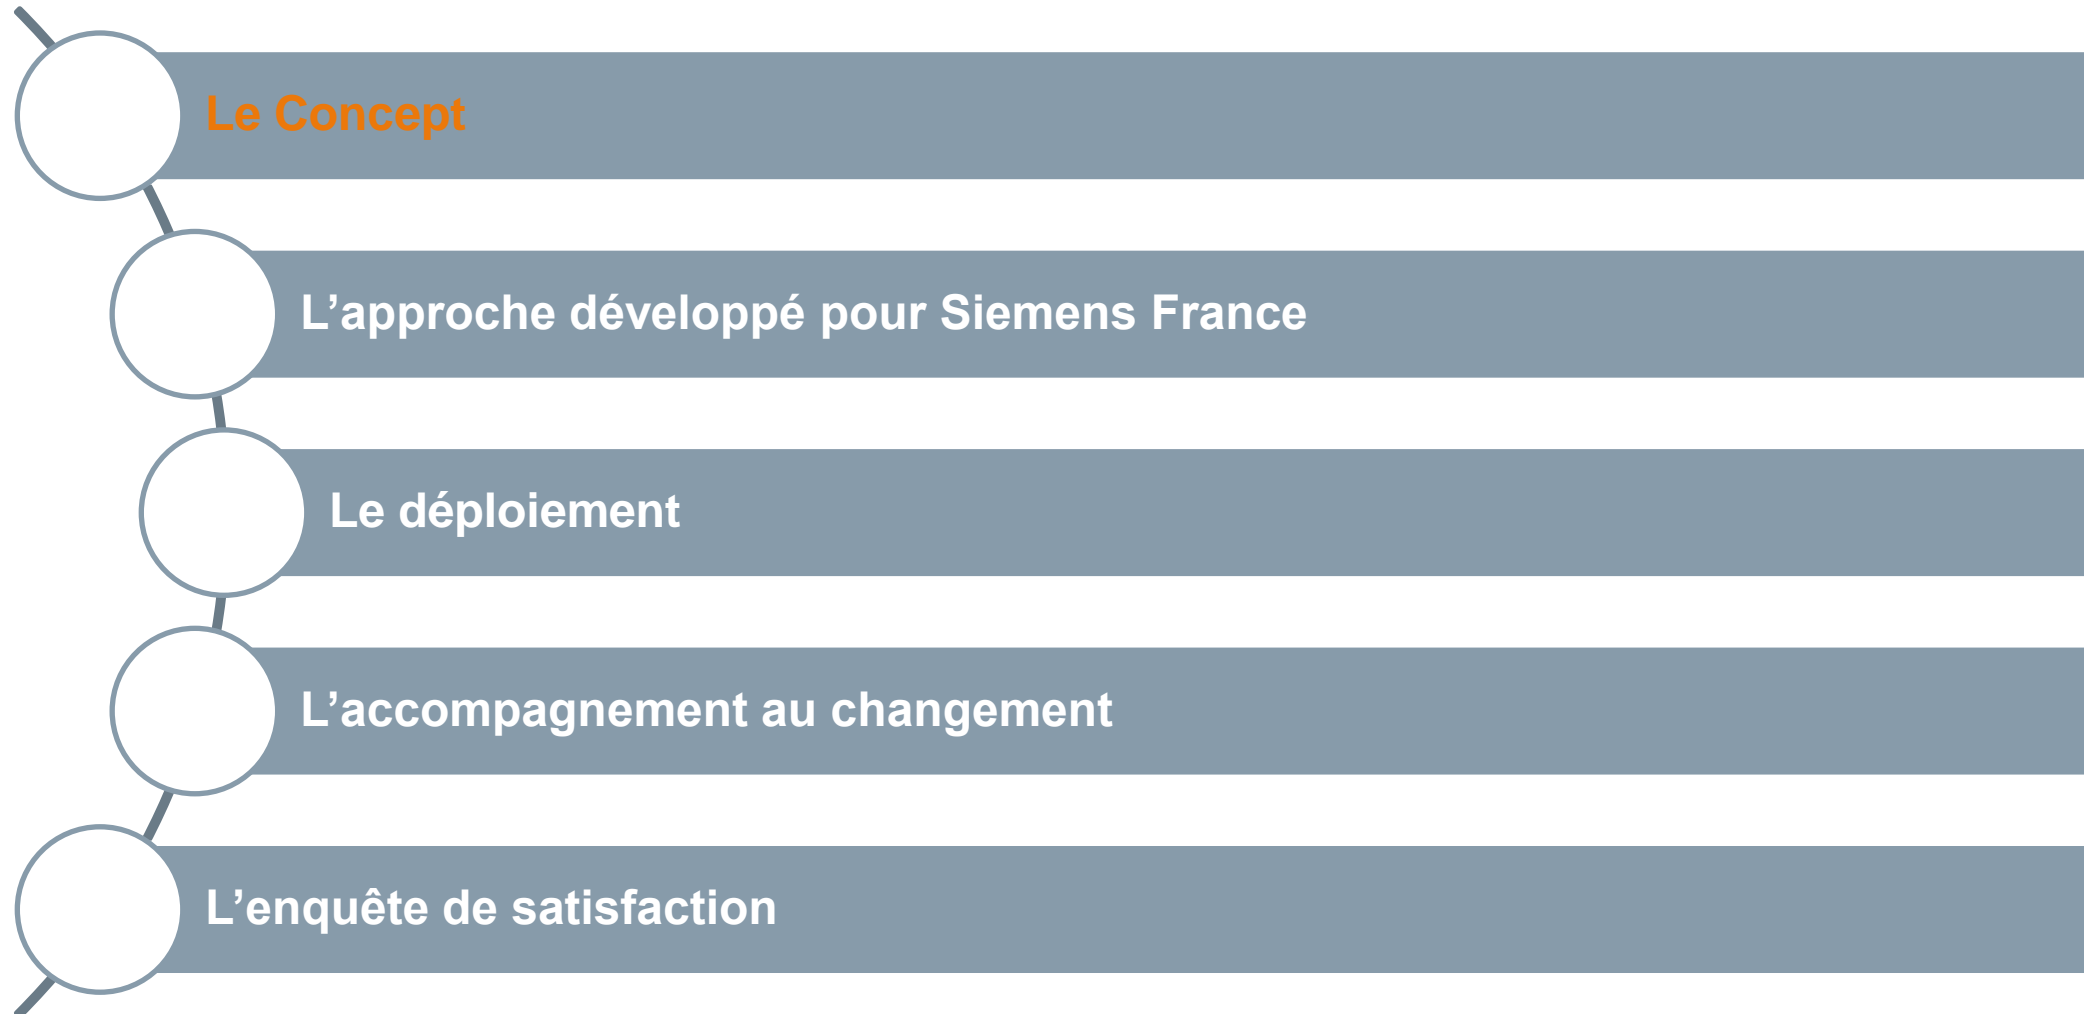 Le Concept
L’approche développé pour Siemens France
Le déploiement
L’accompagnement au changement
L’enquête de satisfaction